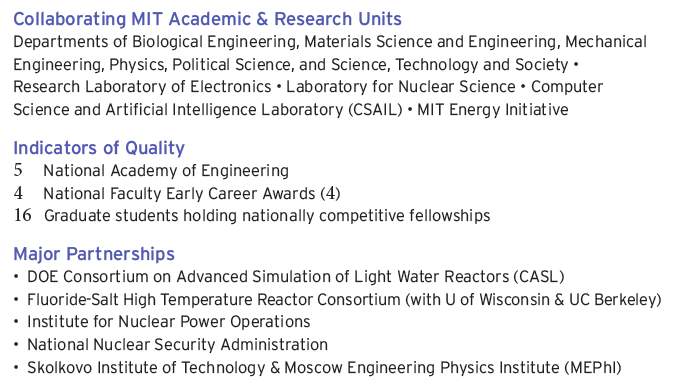 Collaborating MIT Academic & Research Units
Departments of Biological Engineering, Materials Science and Engineering, Mechanical
Engineering, Physics, Political Science, and Science, Technology and Society •
Research Laboratory of Electronics • Laboratory for Nuclear Science • Computer
Science and Artificial Intelligence Laboratory (CSAIL) • MIT Energy Initiative
Indicators of Quality
5 National Academy of Engineering
4 National Faculty Early Career Awards (4)
16 Graduate students holding nationally competitive fellowships
Major Partnerships
• DOE Consortium on Advanced Simulation of Light Water Reactors (CASL)
• Fluoride-Salt High Temperature Reactor Consortium (with U of Wisconsin & UC Berkeley)
• Institute for Nuclear Power Operations
• National Nuclear Security Administration
• Skolkovo Institute of Technology & Moscow Engineering Physics Institute (MEPhI)